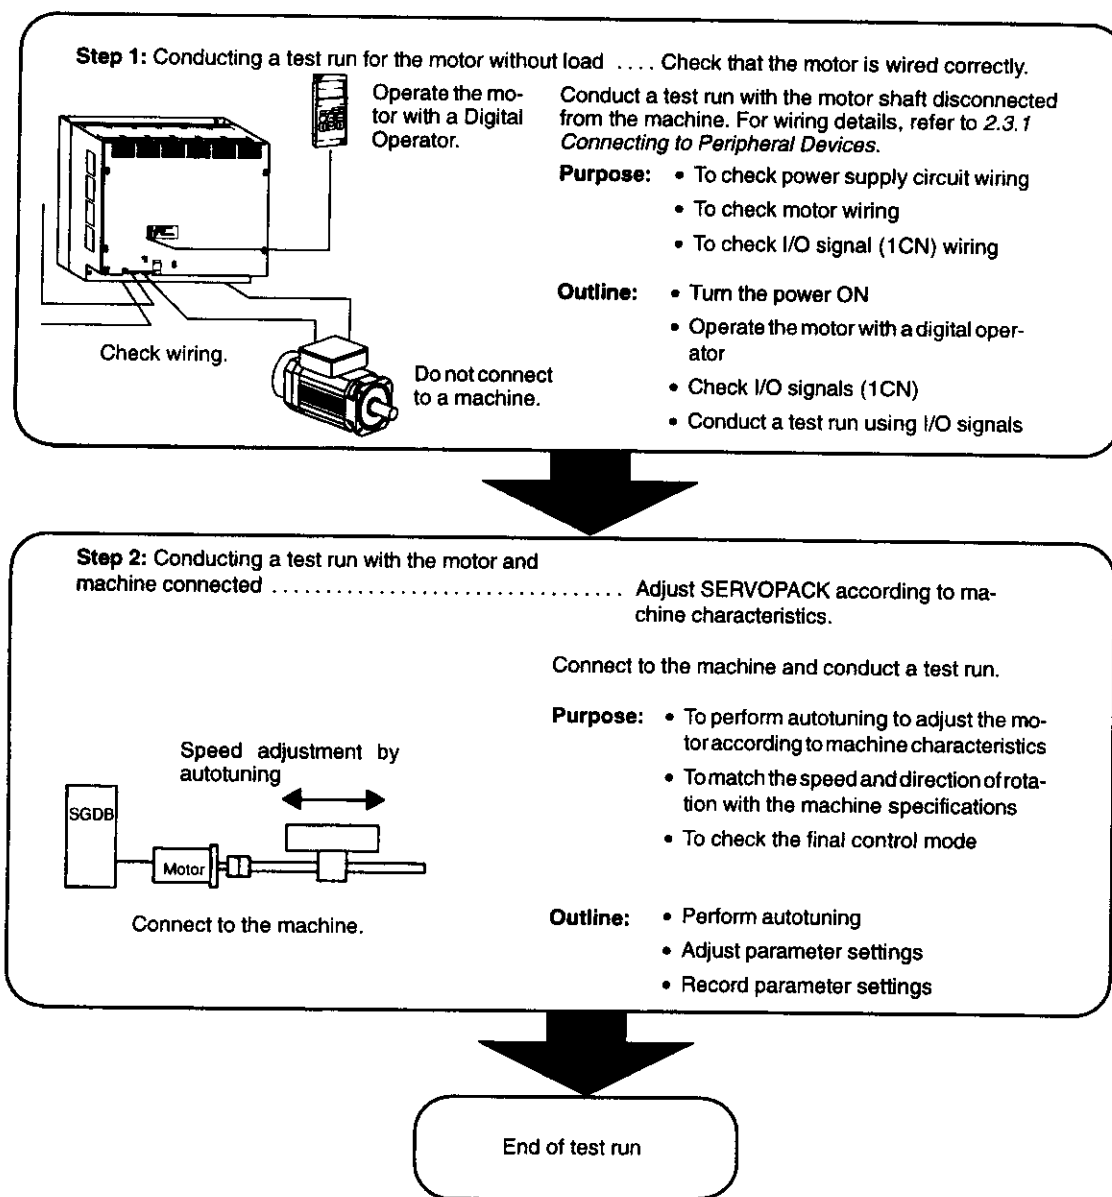 Step 1: Conducting a test run for the motor without load .... Check that the motor is wired correctly.
Operate the mo-
tor with a Digital
Operator.
Conduct a test run with the motor shaft disconnected
from the machine. For wiring details, refer to 2.3.1
Connecting to Peripheral Devices.
Purpose: • To check power supply circuit wiring
• To check motor wiring
• To check I/O signal (1CN) wiring
Outline: • Turn the power ON
• Operate the motor with a digital oper-
ator
• Check I/O signals (1CN)
• Conduct a test run using I/O signals
Check wiring.
Do not connect
to a machine.
Step 2: Conducting a test run with the motor and
machine connected ................................. Adjust SERVOPACK according to ma-
chine characteristics.
Connect to the machine and conduct a test run.
Purpose: • To perform autotuning to adjust the mo-
tor according to machine characteristics
• To match the speed and direction of rota-
tion with the machine specifications
• To check the final control mode
Speed adjustment by
autotuning
SGDB
Motor
Connect to the machine.
Outline: • Perform autotuning
• Adjust parameter settings
• Record parameter settings
End of test run